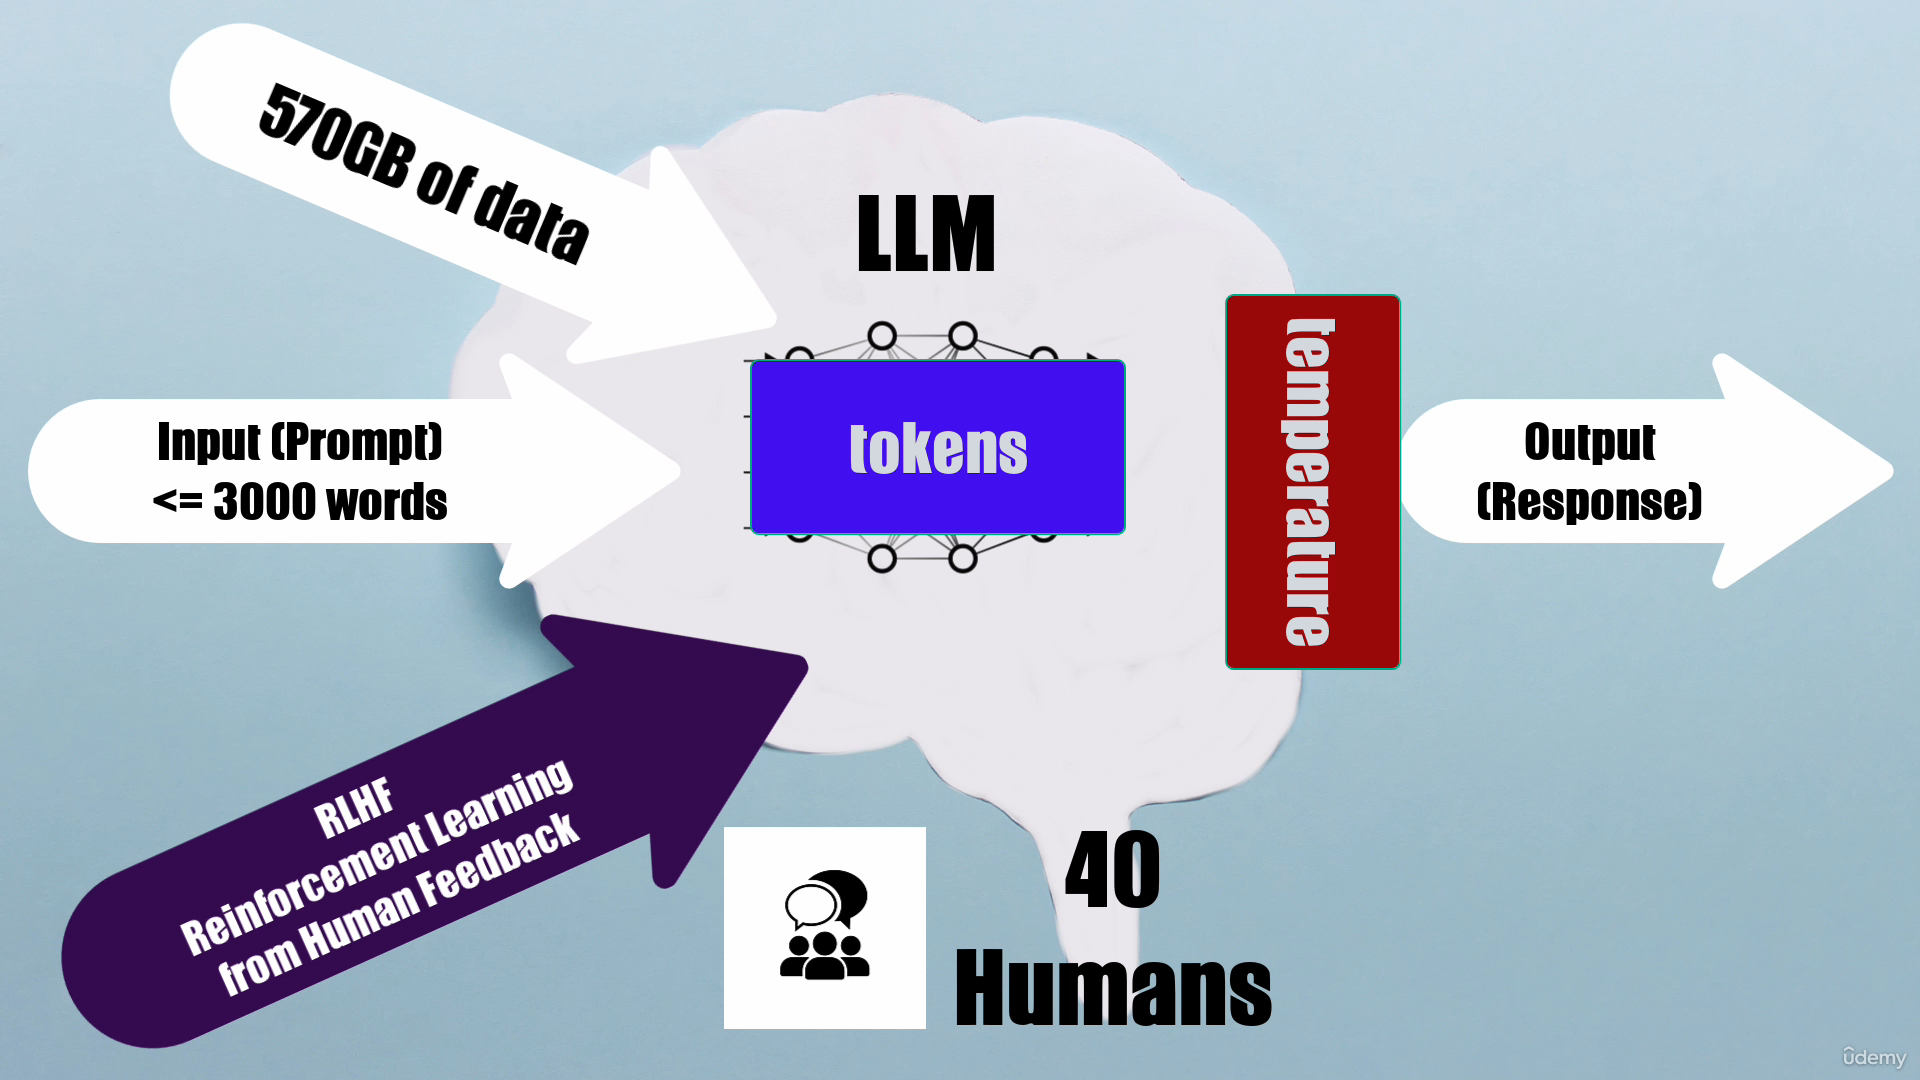 570GB of data
LLM
Input (Prompt)
<= 3000 words
tokens
temperature
Output
(Response)
RLHF
Reinforcement Learning
from Human Feedback
40
Humans
ûdemy